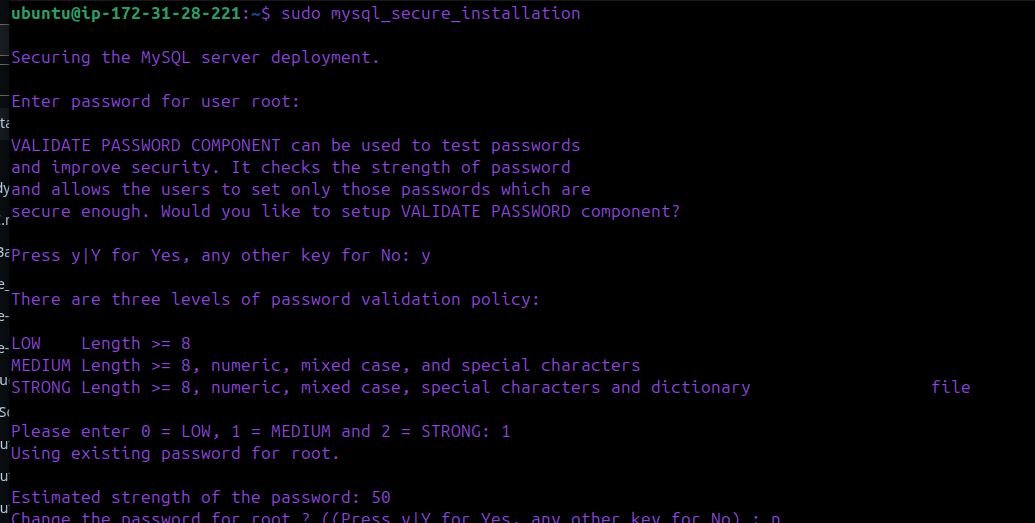 ubuntu@ip-172-31-28-221:~$ sudo mysql_secure_installation
Securing the MySQL server deployment.
Enter password for user root:
VALIDATE PASSWORD COMPONENT can be used to test passwords
and improve security. It checks the strength of password
and allows the users to set only those passwords which are
secure enough. Would you like to setup VALIDATE PASSWORD component?
Press y|Y for Yes, any other key for No: y
There are three levels of password validation policy:
LOW    Length >= 8
MEDIUM Length >= 8, numeric, mixed case, and special characters
STRONG Length >= 8, numeric, mixed case, special characters and dictionary                  file
Please enter 0 = LOW, 1 = MEDIUM and 2 = STRONG: 1
Using existing password for root.
Estimated strength of the password: 50
Change the password for root ? ((Press y|Y for Yes, any other key for No) : n